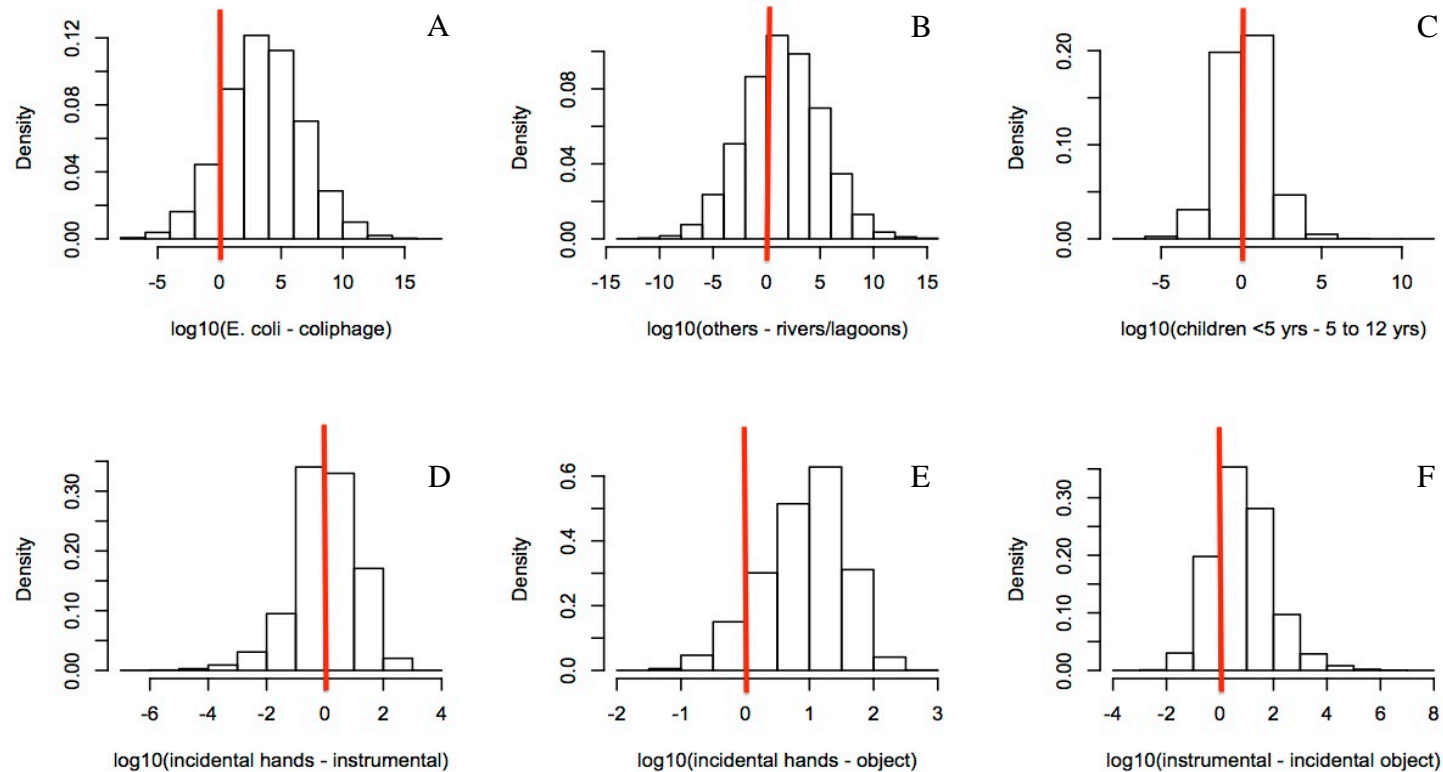 A
Density
0.00 0.04 0.08 0.12
-5 0 5 10 15
log10(E. coli - coliphage)
B
Density
0.00 0.04 0.08
-15 -10 -5 0 5 10 15
log10(others - rivers/lagoons)
C
Density
0.00 0.10 0.20
-5 0 5 10
log10(children <5 yrs - 5 to 12 yrs)
D
Density
0.00 0.10 0.20 0.30
-6 -4 -2 0 2 4
log10(incidental hands - instrumental)
E
Density
0.0 0.2 0.4 0.6
-2 -1 0 1 2 3
log10(incidental hands - object)
F
Density
0.00 0.10 0.20 0.30
-4 -2 0 2 4 6 8
log10(instrumental - incidental object)